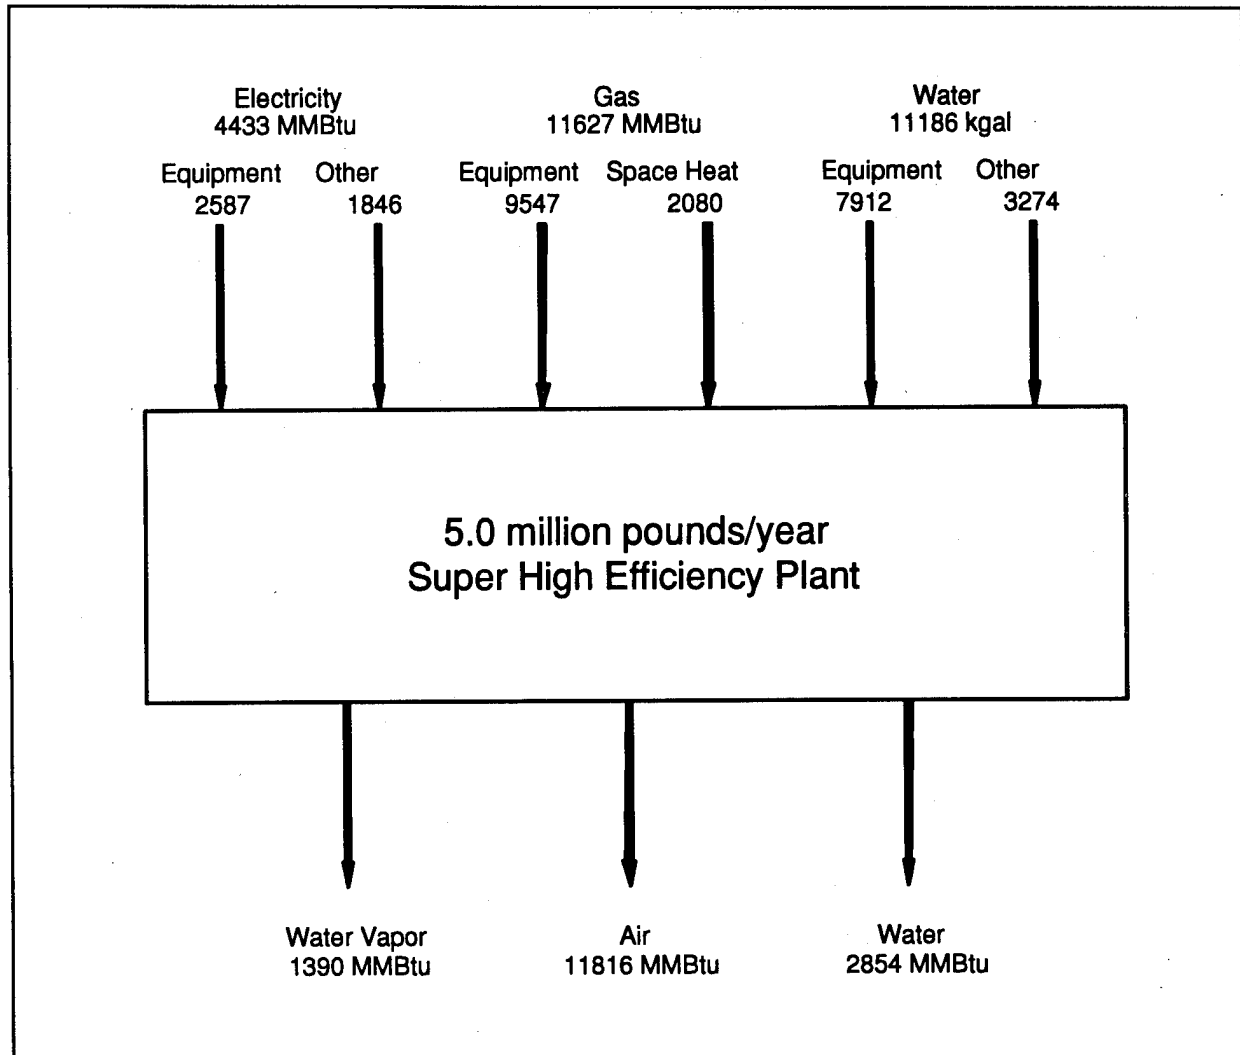 Electricity
4433 MMBtu
Gas
11627 MMBtu
Water
11186 kgal
Equipment Other
2587 1846
Equipment Space Heat
9547 2080
Equipment Other
7912 3274
5.0 million pounds/year
Super High Efficiency Plant
Water Vapor
1390 MMBtu
Air
11816 MMBtu
Water
2854 MMBtu